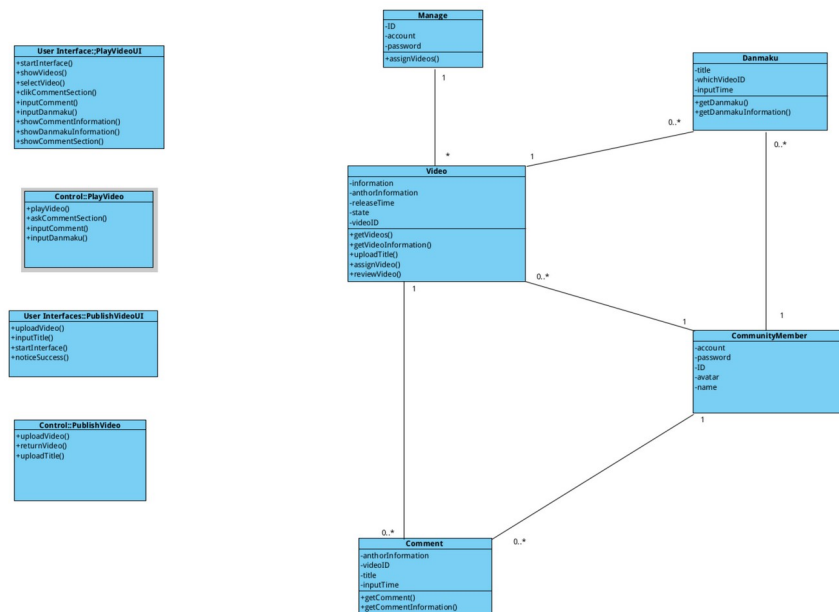 Manage
-ID
-account
-password
+assignVideos()
User Interface:;PlayVideoUI
+startInterface()
+showVideos()
+selectVideo()
+clikCommentSection()
+inputComment()
+inputDanmaku()
+showCommentInformation()
+showDanmakuInformation()
+showCommentSection()
Danmaku
-title
-whichVideoID
-inputTime
+getDanmaku()
+getDanmakuInformation()
1
0..*
0..*
*
1
Video
-information
-anthorInformation
-releaseTime
-state
-videoID
+getVideos()
+getVideoInformation()
+uploadTitle()
+assignVideo()
+reviewVideo()
Control::PlayVideo
+playVideo()
+askCommentSection()
+inputComment()
+inputDanmaku()
1
0..*
1
1
User Interfaces::PublishVideoUI
+uploadVideo()
+inputTitle()
+startInterface()
+noticeSuccess()
CommunityMember
-account
-password
-ID
-avatar
-name
Control::PublishVideo
+uploadVideo()
+returnVideo()
+uploadTitle()
1
0..*
0..*
Comment
-anthorInformation
-videoID
-title
-inputTime
+getComment()
+getCommentInformation()